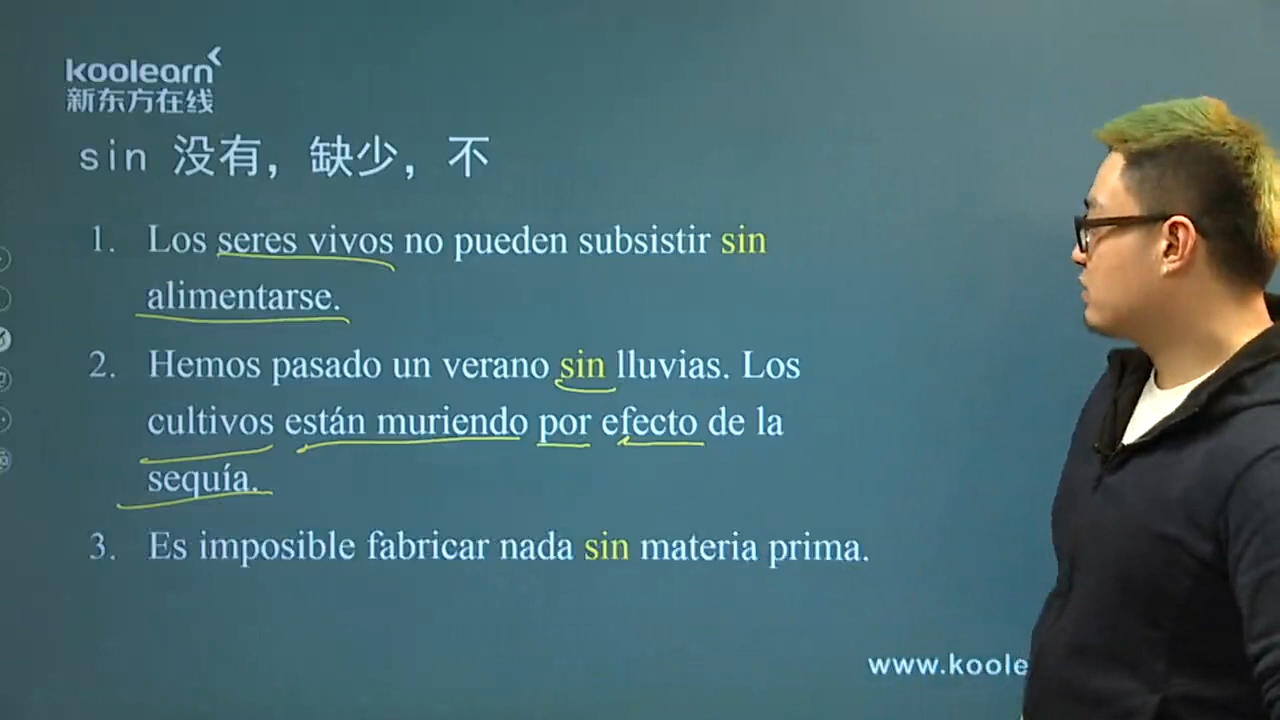 koolearn
新东方在线
sin 没有，缺少，不
1. Los seres vivos no pueden subsistir sin
alimentarse.
2. Hemos pasado un verano sin lluvias. Los
cultivos están muriendo por efecto de la
sequía.
3. Es imposible fabricar nada sin materia prima.
www.koole